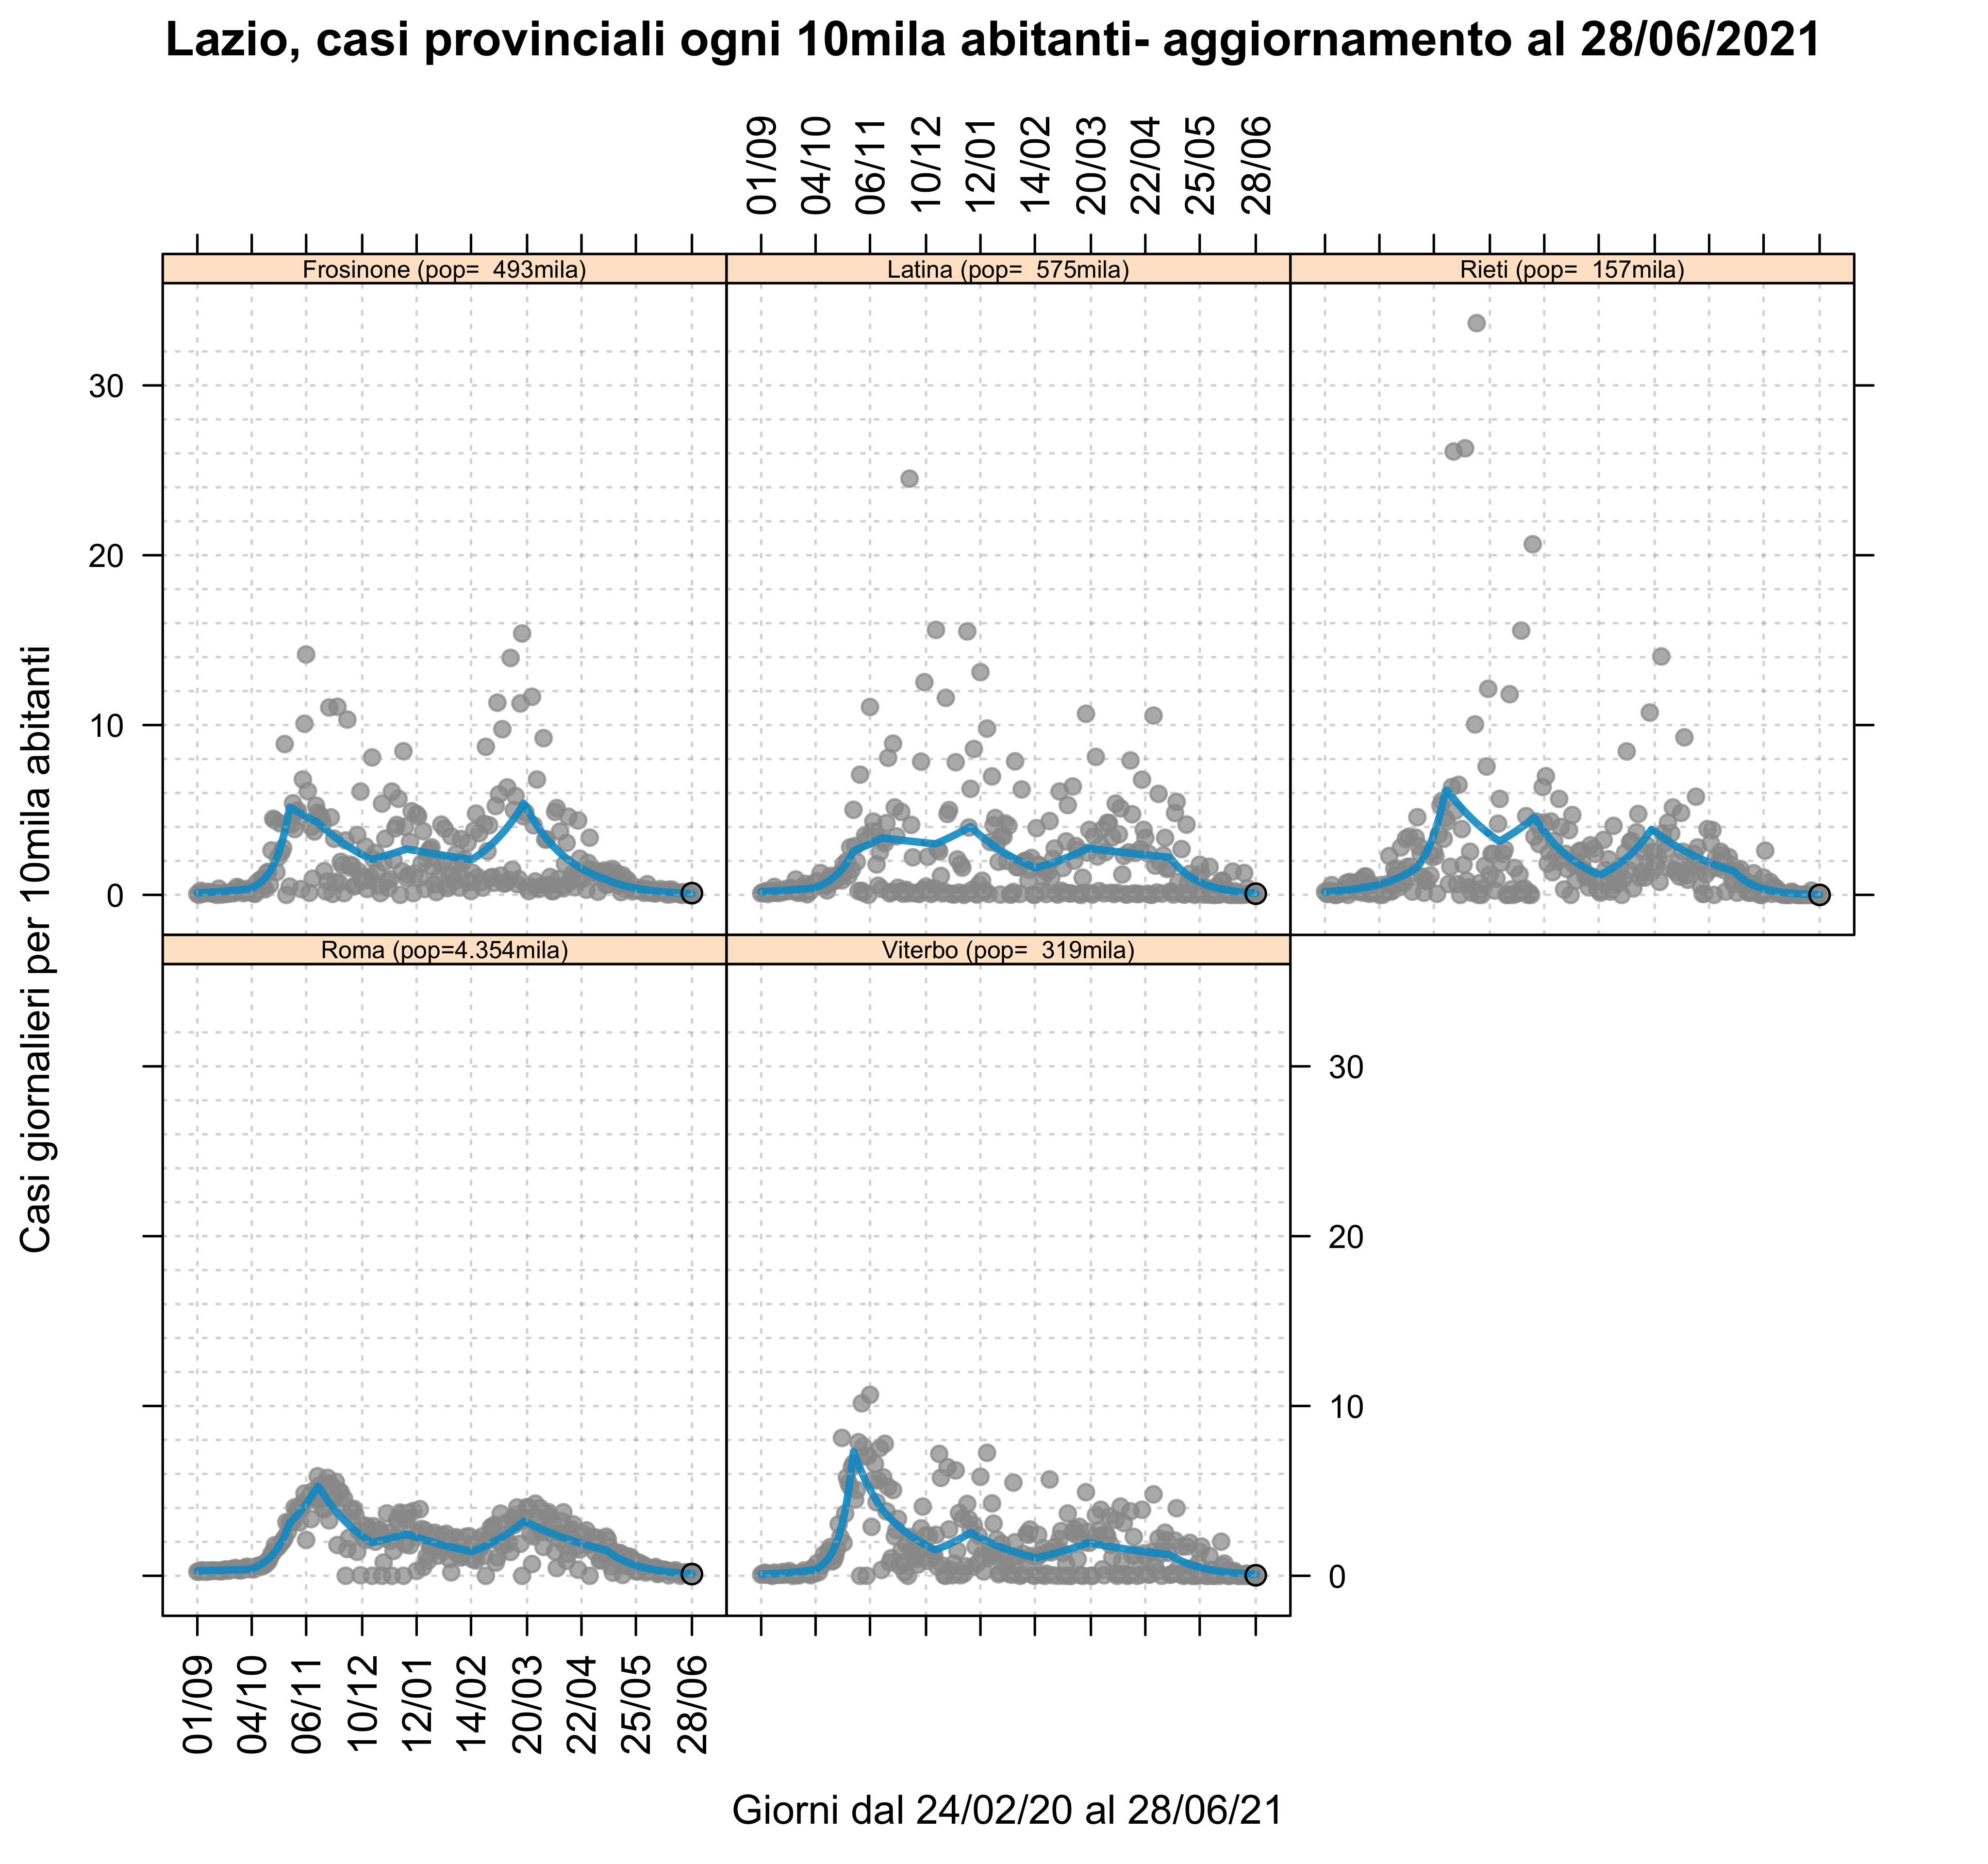 Lazio, casi provinciali ogni 10mila abitanti- aggiornamento al 28/06/2021
01/09 04/10 06/11 10/12 12/01 14/02 20/03 22/04 25/05 28/06
Frosinone (pop=  493mila)
Latina (pop=  575mila)
Rieti (pop=  157mila)
30
20
10
0
Casi giornalieri per 10mila abitanti
Roma (pop=4.354mila)
Viterbo (pop=  319mila)
30
20
10
0
01/09 04/10 06/11 10/12 12/01 14/02 20/03 22/04 25/05 28/06
Giorni dal 24/02/20 al 28/06/21